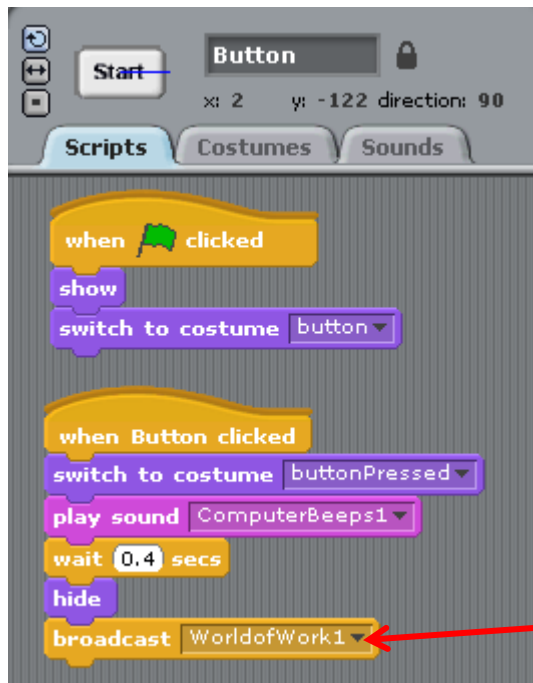 Start
Button
x: 2 y: -122 direction: 90
Scripts Costumes Sounds
when clicked
show
switch to costume button
when Button clicked
switch to costume buttonPressed
play sound ComputerBeeps1
wait 0.4 secs
hide
broadcast WorldofWork1